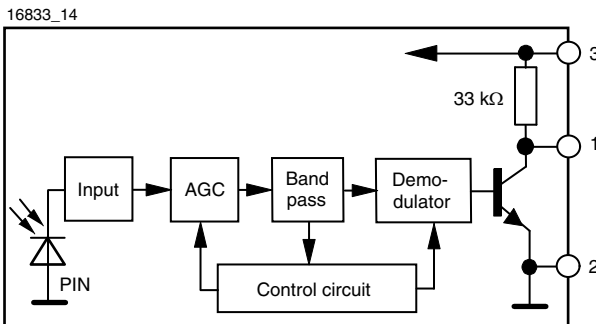 16833_14
3
33 kΩ
1
Input
AGC
Band
pass
Demo-
dulator
PIN
Control circuit
2